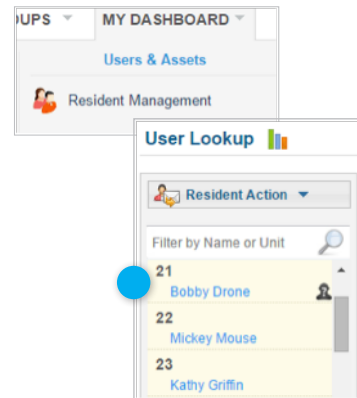 UPS MY DASHBOARD
Users & Assets
Resident Management
User Lookup
Resident Action
Filter by Name or Unit
21
Bobby Drone
22
Mickey Mouse
23
Kathy Griffin